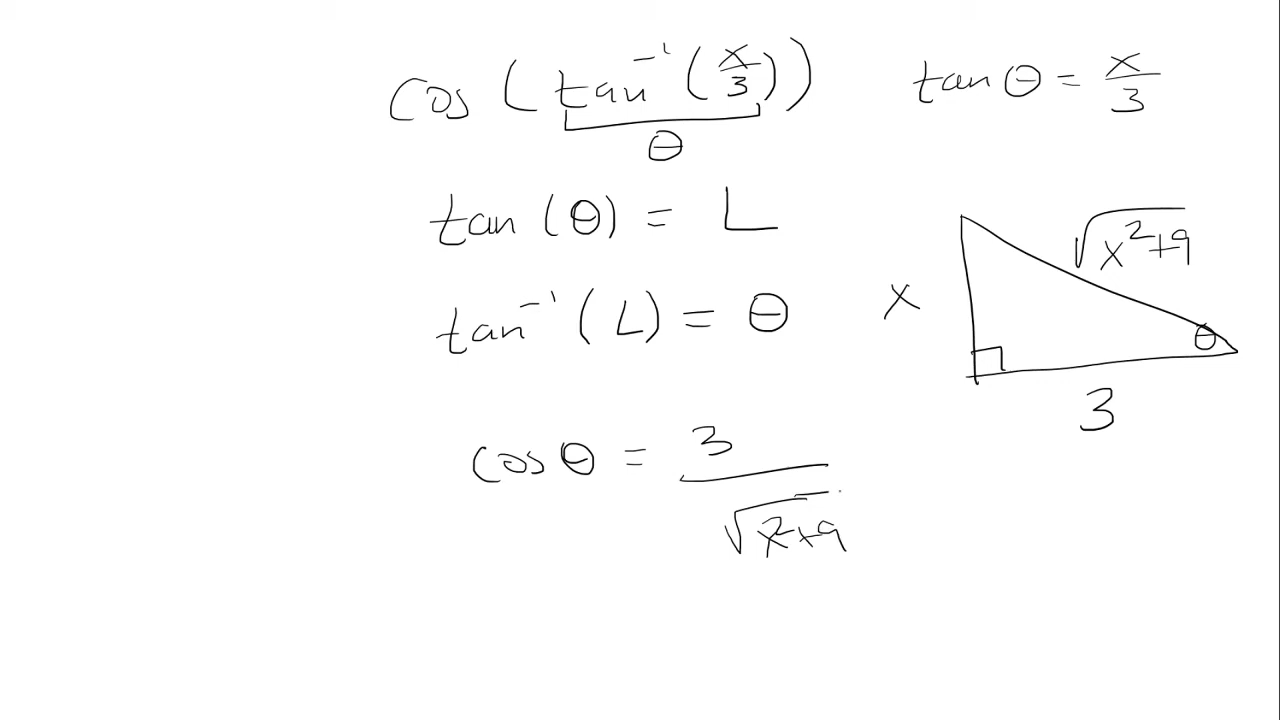 cos(tan⁻¹(x/3))
θ
tan θ = x/3
tan(θ) = L
tan⁻¹(L) = θ
√(x²+9)
x
θ
3
cos θ = 3/√(x²+9)